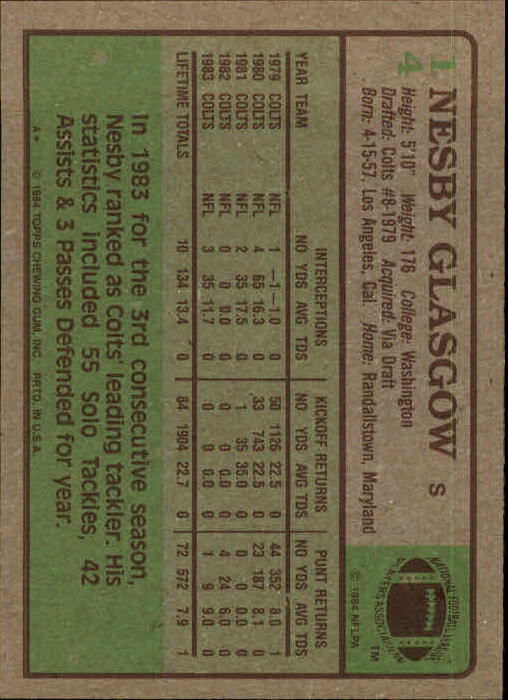 14
NESBY GLASGOW S
Height: 5'10" Weight: 176 College: Washington
Drafted: Colts #8-1979 Acquired: Via Draft
Born: 4-15-57, Los Angeles, Cal. Home: Randallstown, Maryland
NATIONAL FOOTBALL LEAGUE
PLAYERS ASSOCIATION
TM
© 1984 NFLPA
INTERCEPTIONS KICKOFF RETURNS PUNT RETURNS
YEAR TEAM NO YDS AVG TDS NO YDS AVG TDS NO YDS AVG TDS
1979 COLTS NFL 1 -1 -1.0 0 50 1126 22.5 0 44 352 8.0 1
1980 COLTS NFL 4 65 16.3 0 33 743 22.5 0 23 187 8.1 0
1981 COLTS NFL 2 35 17.5 0 1 35 35.0 0 0 0 0.0 0
1982 COLTS NFL 0 0 0.0 0 0 0 0.0 0 4 24 6.0 0
1983 COLTS NFL 3 35 11.7 0 0 0 0.0 0 1 9 9.0 0
LIFETIME TOTALS 10 134 13.4 0 84 1904 22.7 0 72 572 7.9 1
In 1983 for the 3rd consecutive season,
Nesby ranked as Colts' leading tackler. His
statistics included 55 Solo Tackles, 42
Assists & 3 Passes Defended for year.
A* © 1984 TOPPS CHEWING GUM, INC. PRTD. IN U.S.A.